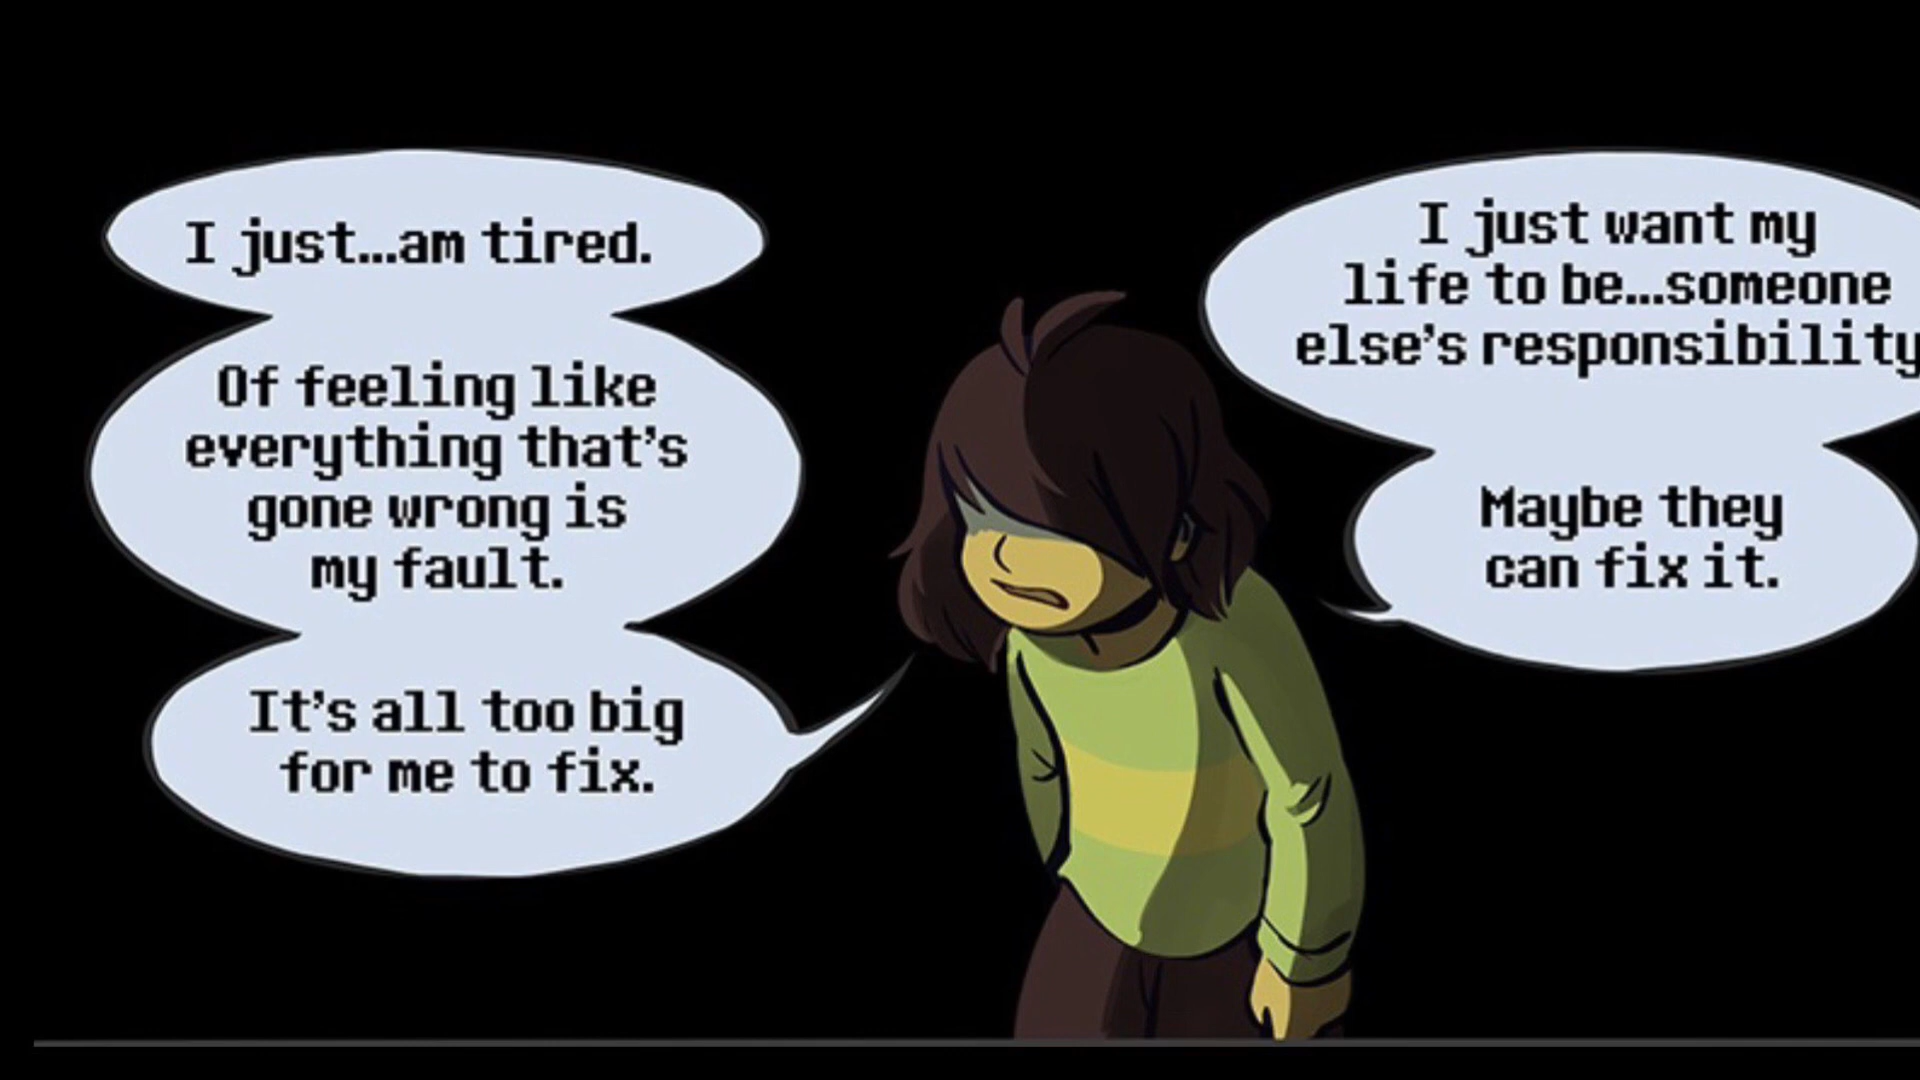 I just...am tired.
Of feeling like
everything that's
gone wrong is
my fault.
It's all too big
for me to fix.
I just want my
life to be...someone
else's responsibility
Maybe they
can fix it.